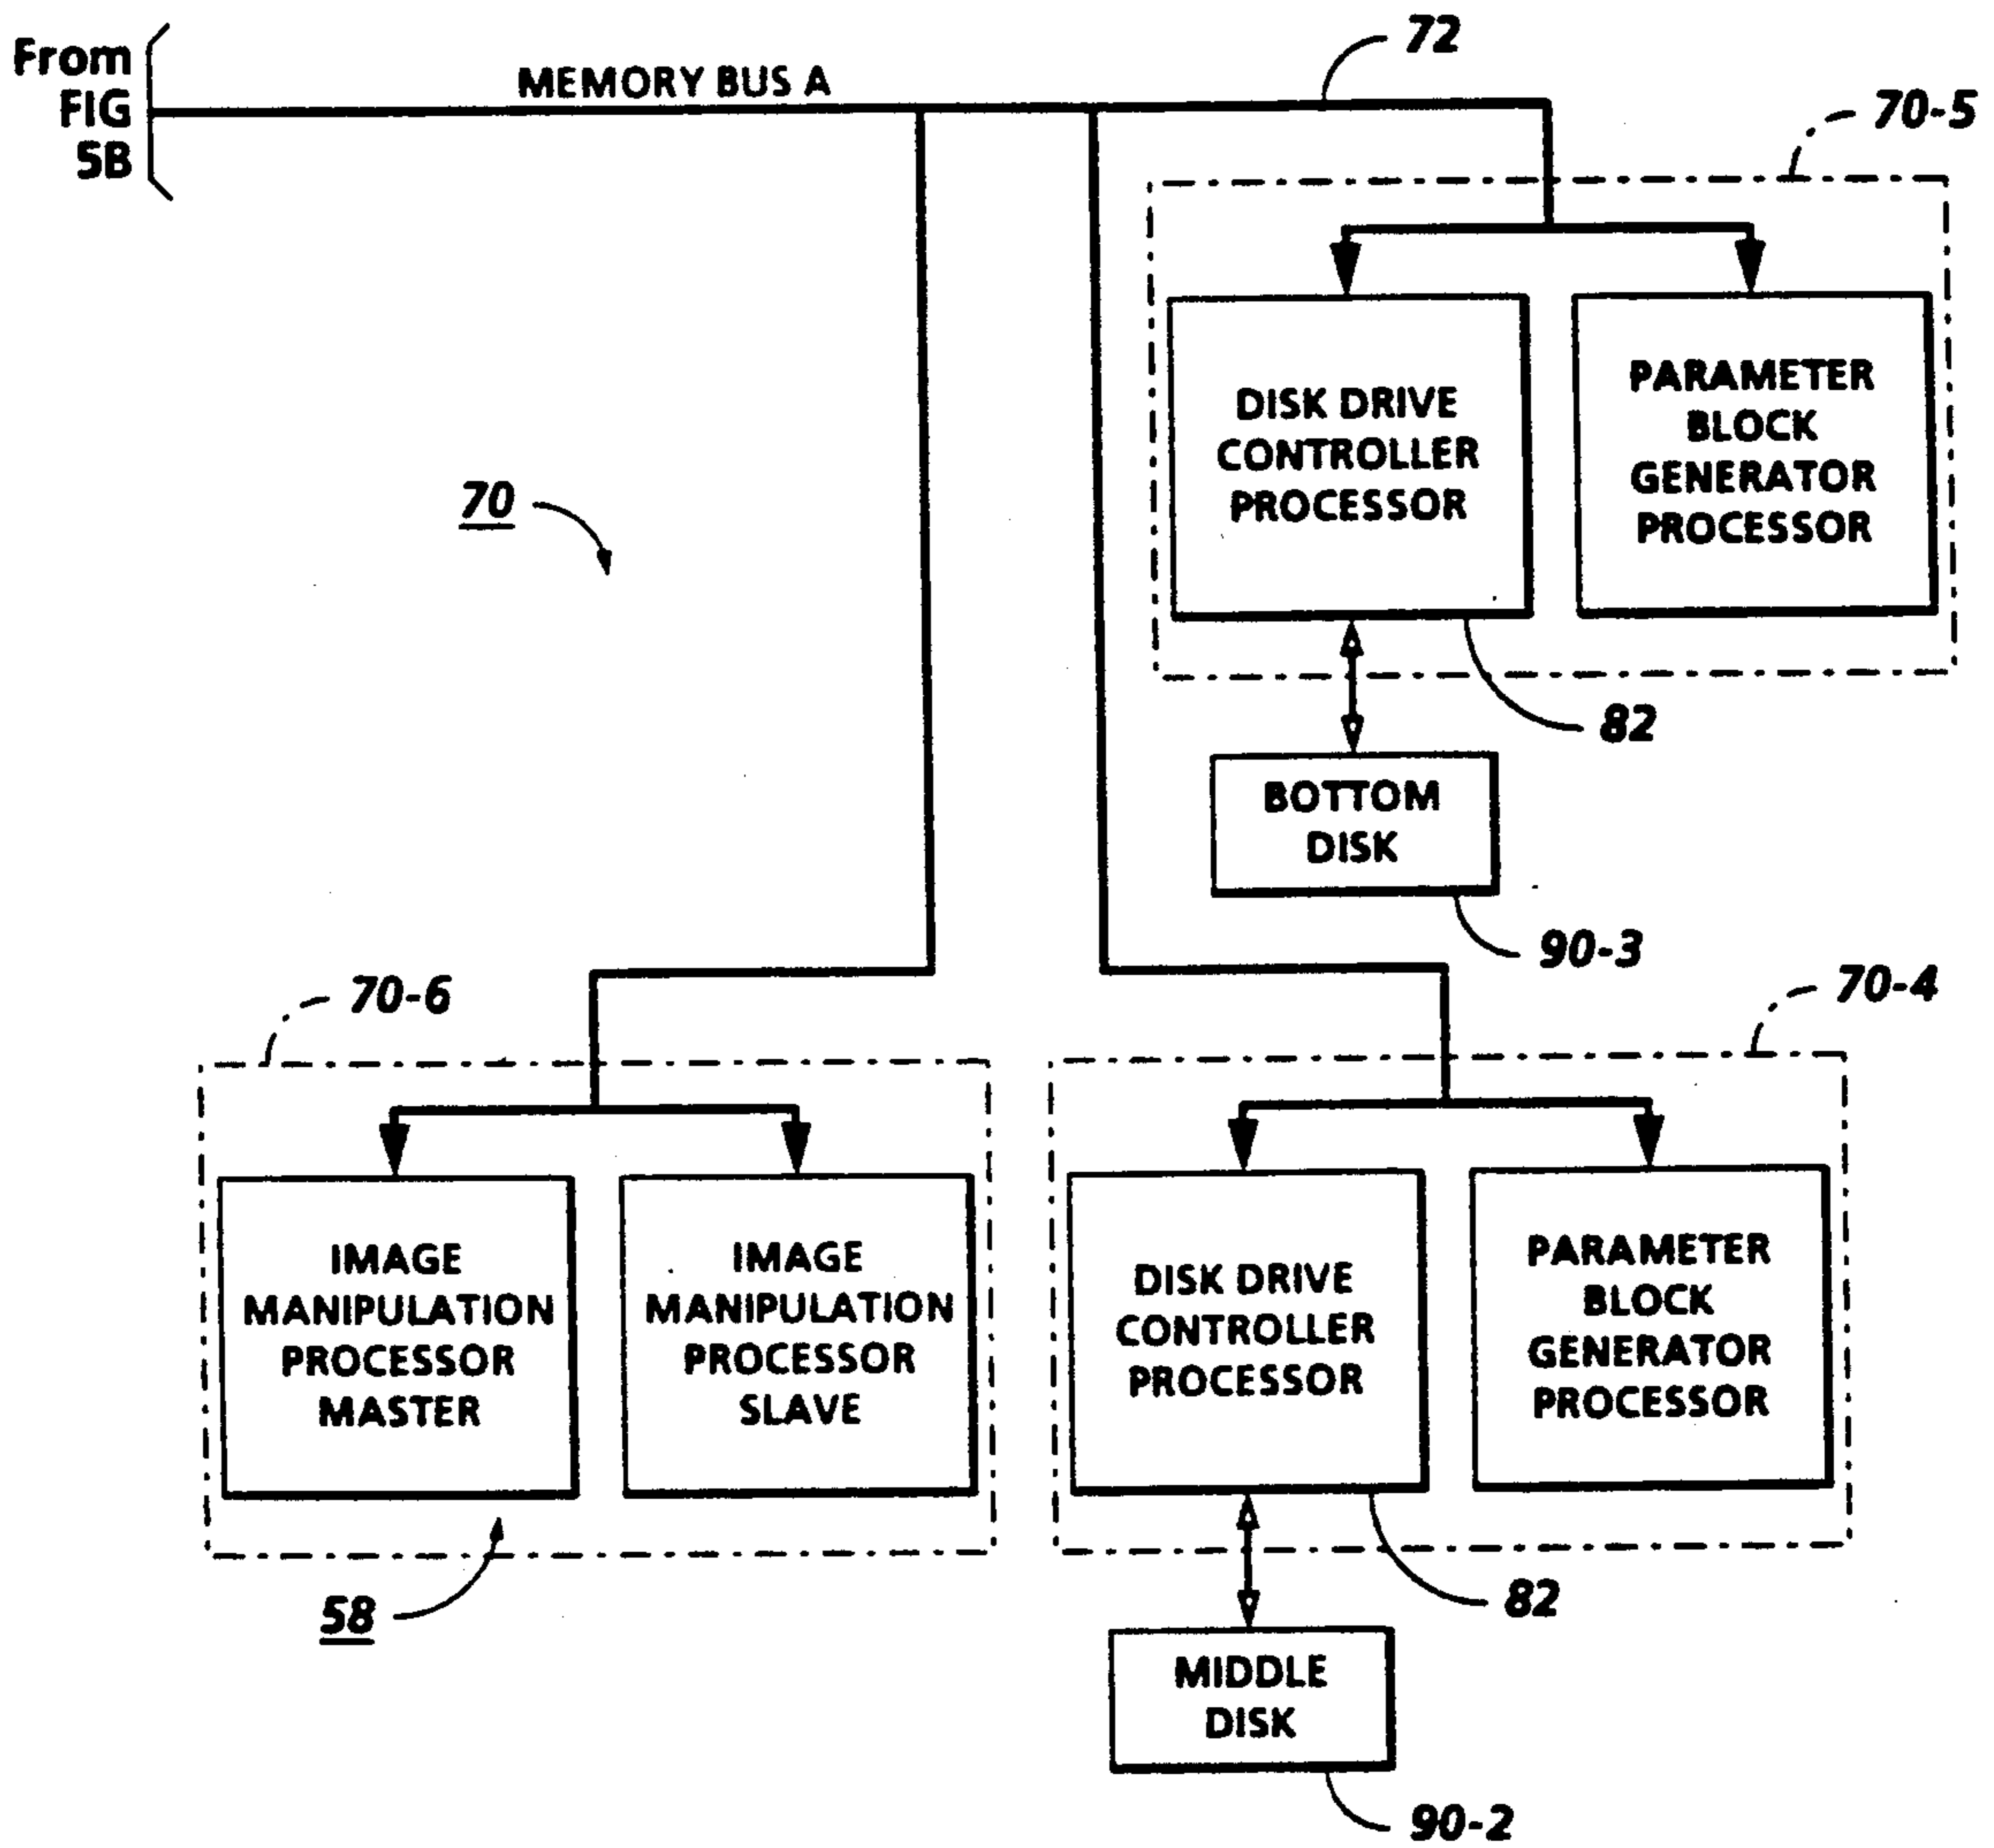 From
FIG
5B
MEMORY BUS A
72
70-5
DISK DRIVE
CONTROLLER
PROCESSOR
PARAMETER
BLOCK
GENERATOR
PROCESSOR
70
82
BOTTOM
DISK
90-3
70-6
70-4
IMAGE
MANIPULATION
PROCESSOR
MASTER
IMAGE
MANIPULATION
PROCESSOR
SLAVE
DISK DRIVE
CONTROLLER
PROCESSOR
PARAMETER
BLOCK
GENERATOR
PROCESSOR
58
82
MIDDLE
DISK
90-2